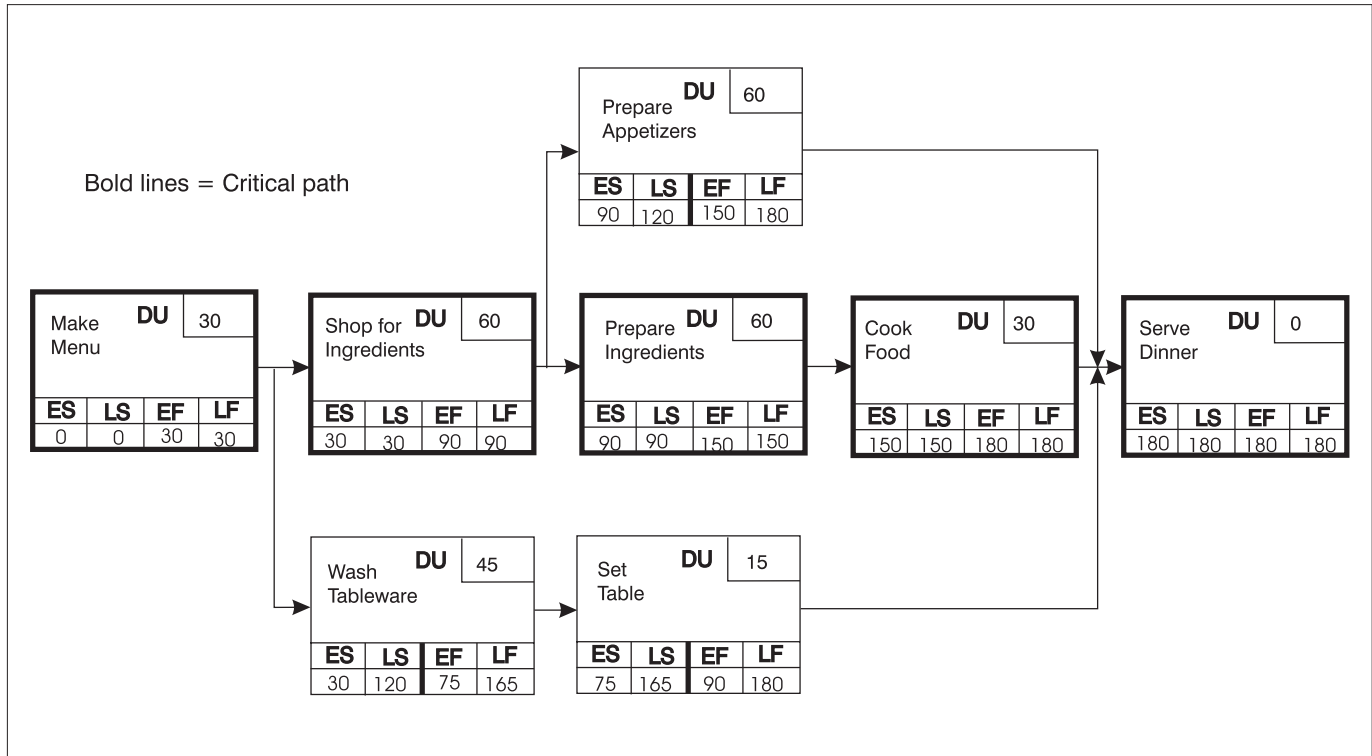 Prepare DU 60
Appetizers
ES LS EF LF
90 120 150 180
Bold lines = Critical path
Make DU 30
Menu
ES LS EF LF
0 0 30 30
Shop for DU 60
Ingredients
ES LS EF LF
30 30 90 90
Prepare DU 60
Ingredients
ES LS EF LF
90 90 150 150
Cook DU 30
Food
ES LS EF LF
150 150 180 180
Serve DU 0
Dinner
ES LS EF LF
180 180 180 180
Wash DU 45
Tableware
ES LS EF LF
30 120 75 165
Set DU 15
Table
ES LS EF LF
75 165 90 180